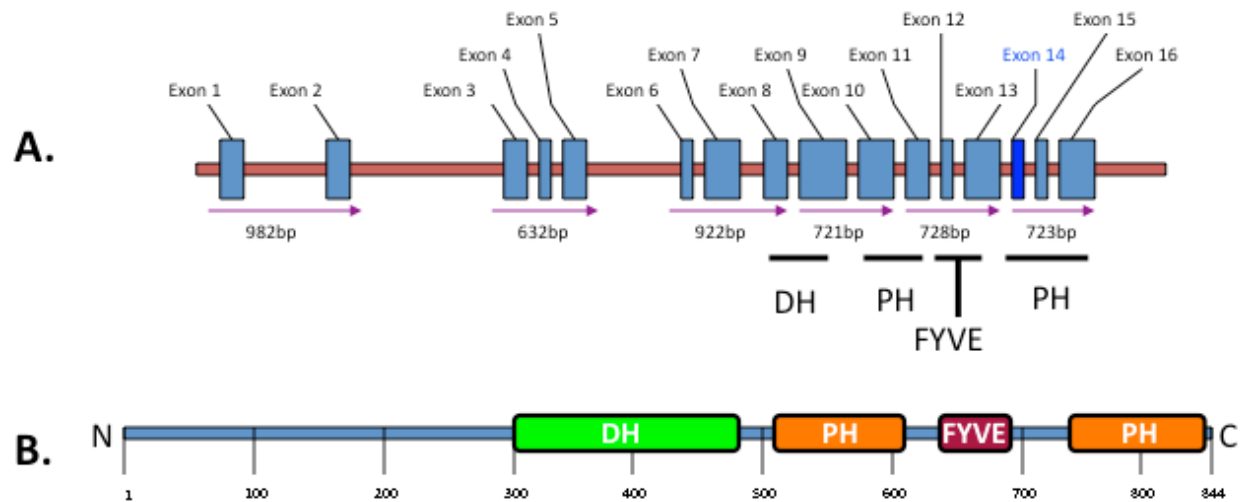 Exon 5 Exon 12 Exon 15
Exon 4 Exon 7 Exon 9 Exon 11 Exon 14 Exon 16
Exon 1 Exon 2 Exon 3 Exon 6 Exon 8 Exon 10 Exon 13
A.
982bp 632bp 922bp 721bp 728bp 723bp
DH PH PH
FYVE
B. N DH PH FYVE PH C
1 100 200 300 400 500 600 700 800 844